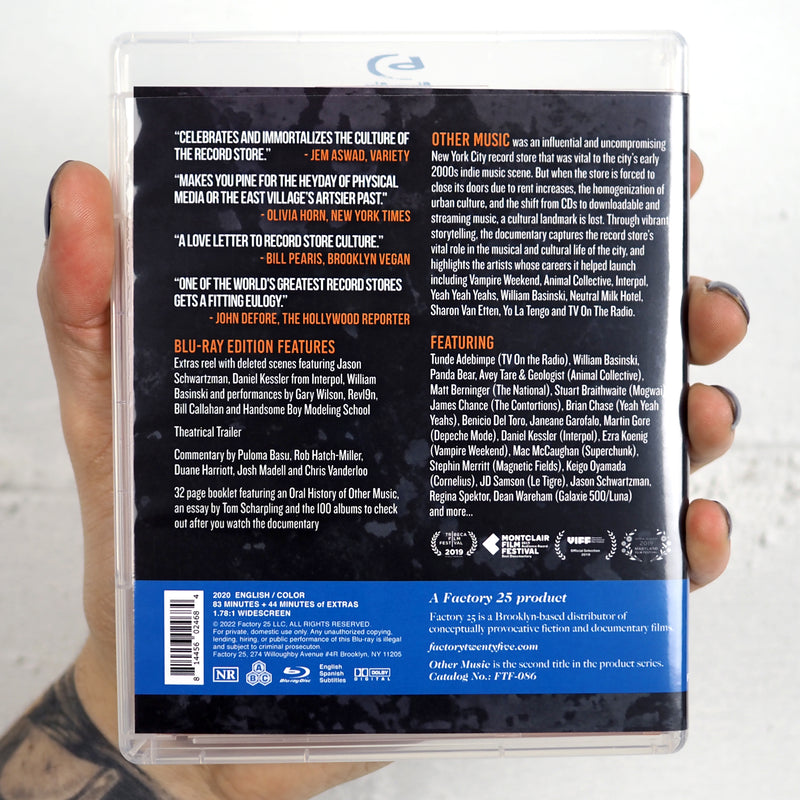 “CELEBRATES AND IMMORTALIZES THE CULTURE OF
THE RECORD STORE.” - JEM ASWAD, VARIETY
“MAKES YOU PINE FOR THE HEYDAY OF PHYSICAL
MEDIA OR THE EAST VILLAGE’S ARTSIER PAST.”
- OLIVIA HORN, NEW YORK TIMES
“A LOVE LETTER TO RECORD STORE CULTURE.”
- BILL PEARIS, BROOKLYN VEGAN
“ONE OF THE WORLD’S GREATEST RECORD STORES
GETS A FITTING EULOGY.”
- JOHN DEFORE, THE HOLLYWOOD REPORTER
BLU-RAY EDITION FEATURES
Extras reel with deleted scenes featuring Jason
Schwartzman, Daniel Kessler from Interpol, William
Basinski and performances by Gary Wilson, Revl9n,
Bill Callahan and Handsome Boy Modeling School
Theatrical Trailer
Commentary by Puloma Basu, Rob Hatch-Miller,
Duane Harriott, Josh Madell and Chris Vanderloo
32 page booklet featuring an Oral History of Other Music,
an essay by Tom Scharpling and the 100 albums to check
out after you watch the documentary
OTHER MUSIC was an influential and uncompromising
New York City record store that was vital to the city’s early
2000s indie music scene. But when the store is forced to
close its doors due to rent increases, the homogenization of
urban culture, and the shift from CDs to downloadable and
streaming music, a cultural landmark is lost. Through vibrant
storytelling, the documentary captures the record store’s
vital role in the musical and cultural life of the city, and
highlights the artists whose careers it helped launch
including Vampire Weekend, Animal Collective, Interpol,
Yeah Yeah Yeahs, William Basinski, Neutral Milk Hotel,
Sharon Van Etten, Yo La Tengo and TV On The Radio.
FEATURING
Tunde Adebimpe (TV on the Radio), William Basinski,
Panda Bear, Avey Tare & Geologist (Animal Collective),
Matt Berninger (The National), Stuart Braithwaite (Mogwai
James Chance (The Contortions), Brian Chase (Yeah Yeah
Yeahs), Benicio Del Toro, Janeane Garofalo, Martin Gore
(Depeche Mode), Daniel Kessler (Interpol), Ezra Koenig
(Vampire Weekend), Mac McCaughan (Superchunk),
Stephin Merritt (Magnetic Fields), Keigo Oyamada
(Cornelius), JD Samson (Le Tigre), Jason Schwartzman,
Regina Spektor, Dean Wareham (Galaxie 500/Luna)
and more...
TRIBECA
FILM
FESTIVAL
2019
MONTCLAIR
FILM
FESTIVAL
VIFF
Official Selection
2019
2019
MARYLAND
FILM FESTIVAL
8 14456 02468 4
2020 ENGLISH / COLOR
83 MINUTES + 44 MINUTES of EXTRAS
1.78:1 WIDESCREEN
© 2022 Factory 25 LLC, ALL RIGHTS RESERVED.
For private, domestic use only. Any unauthorized copying,
lending, hiring, or public performance of this Blu-ray is illegal
and subject to criminal prosecuton.
Factory 25, 274 Willoughby Avenue #4R Brooklyn, NY 11205
NR
ABC
Blu-ray Disc
English
Spanish
Subtitles
DOLBY
DIGITAL
A Factory 25 product
Factory 25 is a Brooklyn-based distributor of
conceptually provocative fiction and documentary films.
factorytwentyfive.com
Other Music is the second title in the product series.
Catalog No.: FTF-086